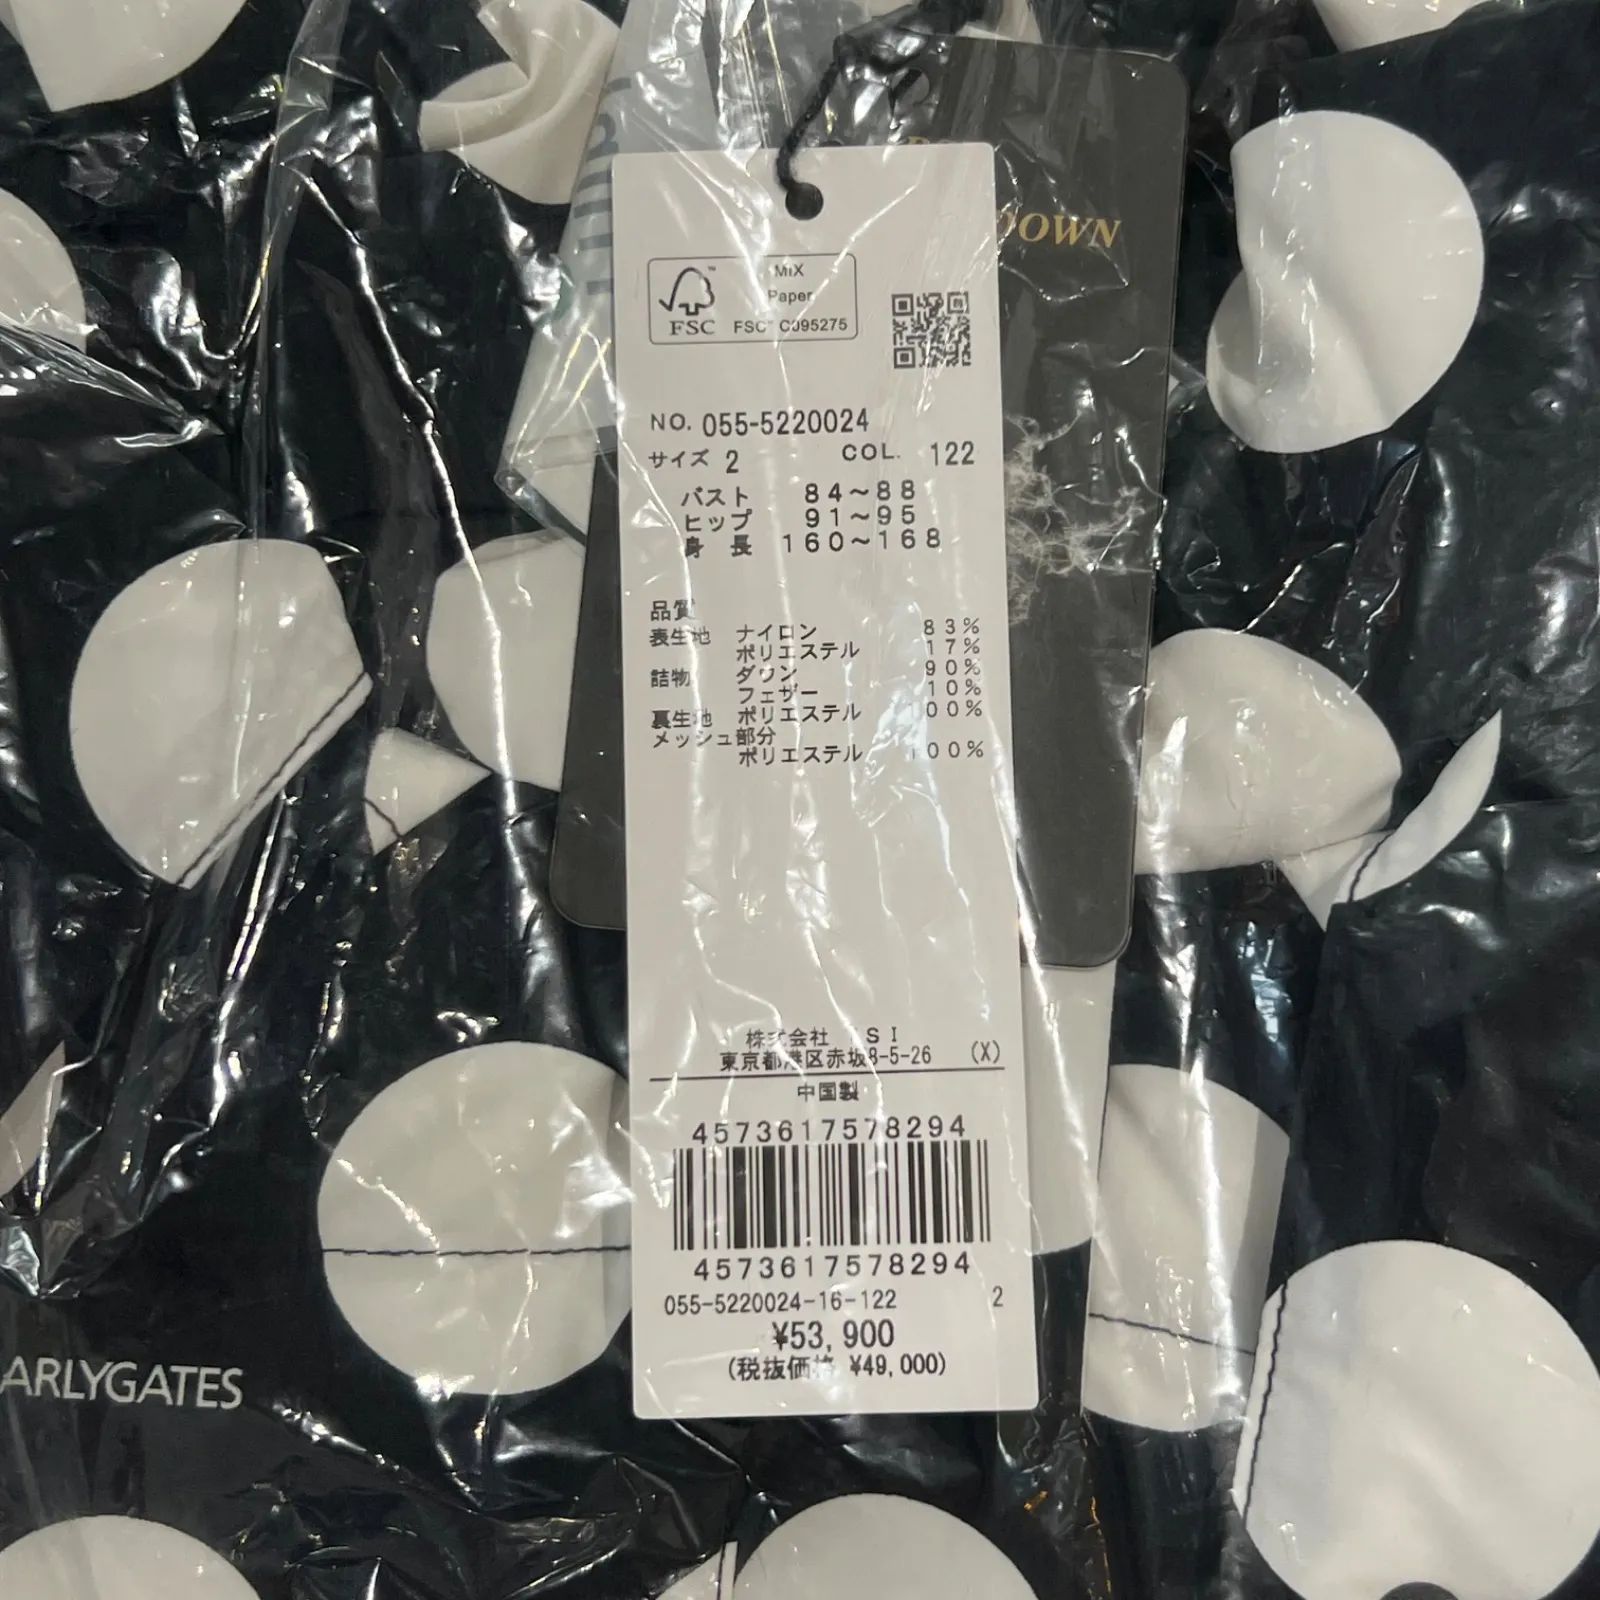 DOWN
MIX
Paper
FSC FSC® C095275
NO. 055-5220024
サイズ 2 COL. 122
バスト 84～88
ヒップ 91～95
身長 160～168
品質
表生地 ナイロン 83%
ポリエステル 17%
詰物 ダウン 90%
フェザー 10%
裏生地 ポリエステル 100%
メッシュ部分
ポリエステル 100%
株式会社 TSI
東京都港区赤坂8-5-26 (X)
中国製
4573617578294
4573617578294
055-5220024-16-122 2
¥53,900
(税抜価格 ¥49,000)
ARLYGATES